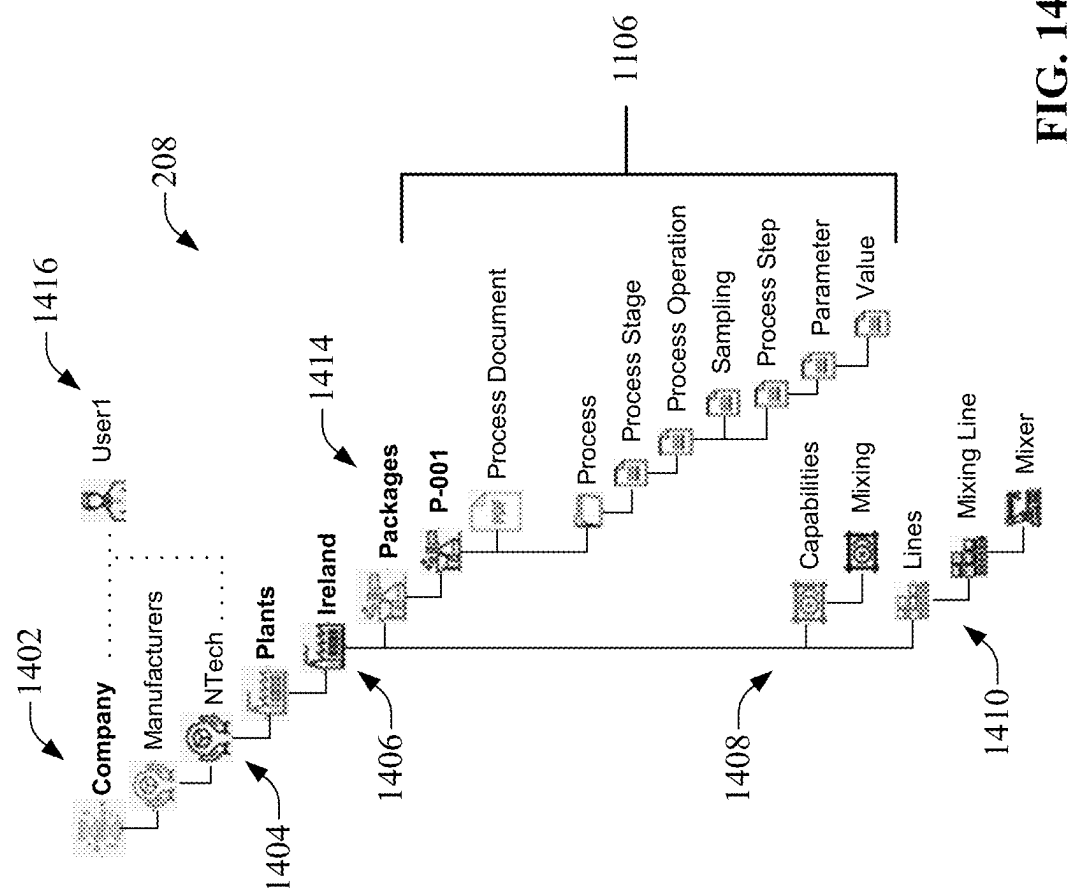 1402
1416
Company
User1
Manufacturers
208
NTech
Plants
1404
1414
Ireland
Packages
1406
P-001
Process Document
Process
1106
Process Stage
Process Operation
Sampling
1408
Process Step
Capabilities
Parameter
Mixing
Value
Lines
Mixing Line
1410
Mixer
FIG. 14